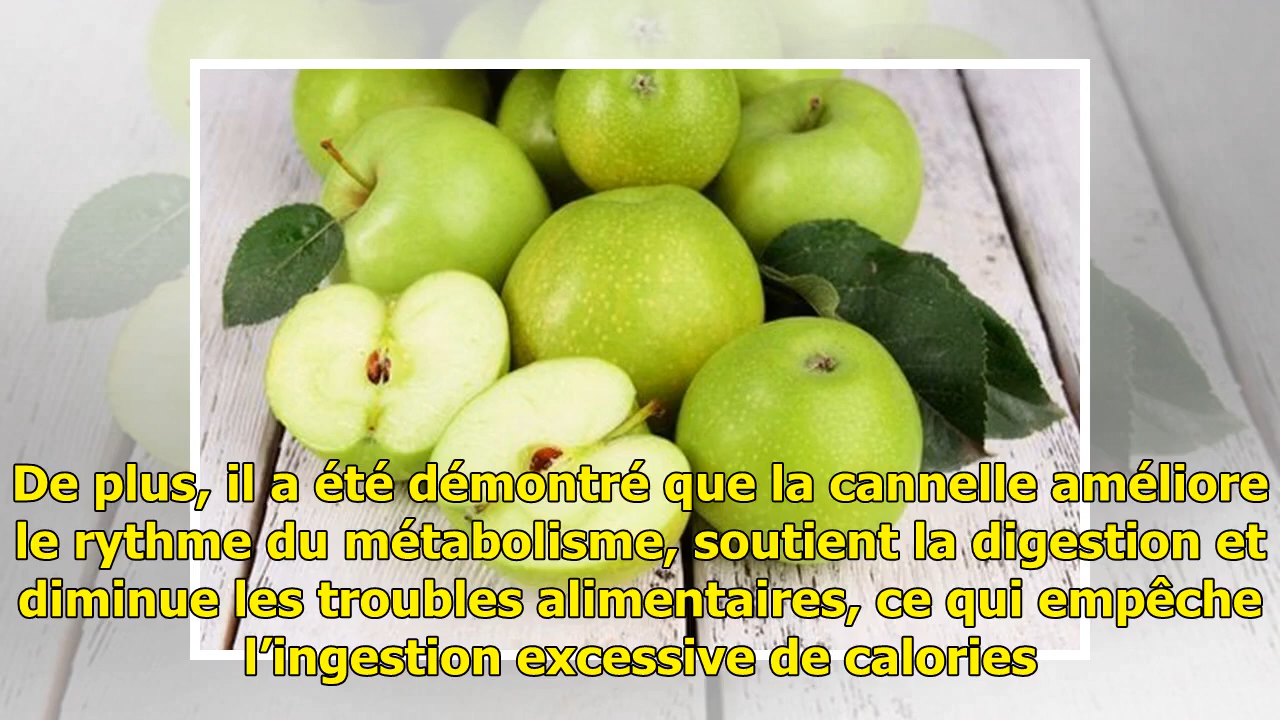 De plus, il a été démontré que la cannelle améliore
le rythme du métabolisme, soutient la digestion et
diminue les troubles alimentaires, ce qui empêche
l’ingestion excessive de calories